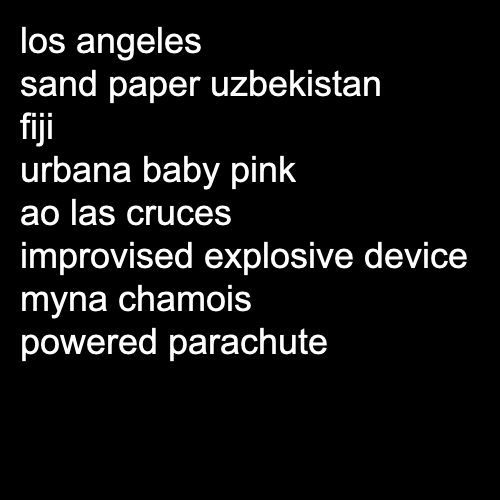 los angeles
sand paper uzbekistan
fiji
urbana baby pink
ao las cruces
improvised explosive device
myna chamois
powered parachute